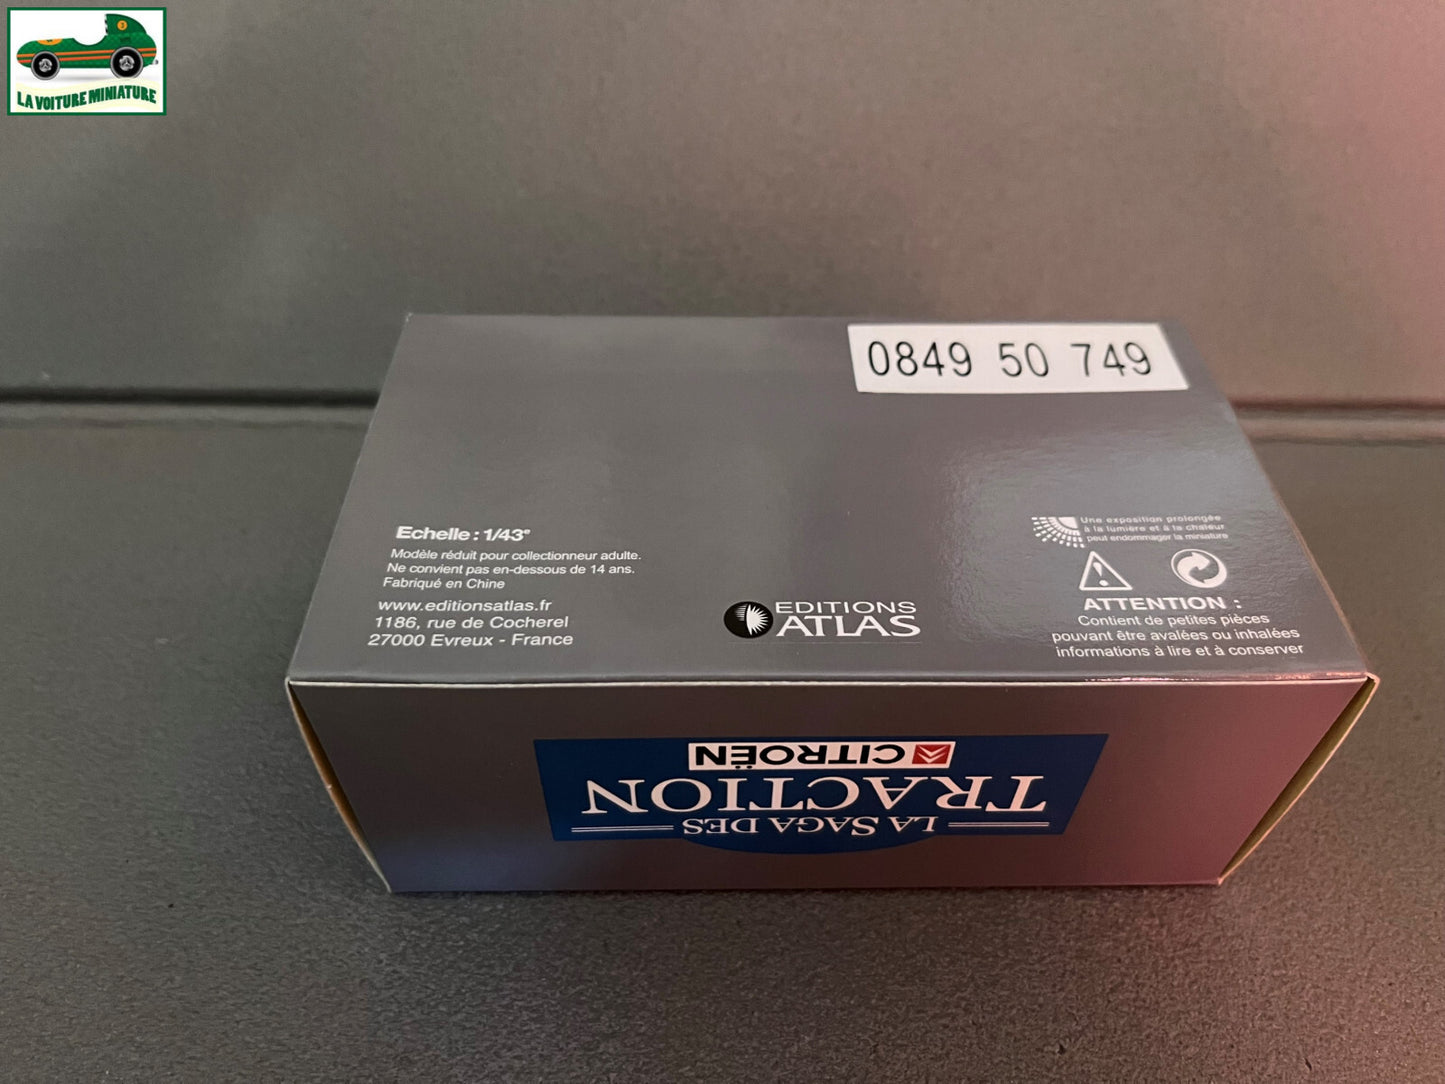 LA VOITURE MINIATURE
0849 50 749
Echelle : 1/43e
Modèle réduit pour collectionneur adulte.
Ne convient pas en-dessous de 14 ans.
Fabriqué en Chine
www.editionsatlas.fr
1186, rue de Cocherel
27000 Evreux - France
EDITIONS
ATLAS
Une exposition prolongée
à la lumière et à la chaleur
peut endommager la miniature
ATTENTION :
Contient de petites pièces
pouvant être avalées ou inhalées
informations à lire et à conserver
LA SAGA DES
TRACTION
CITROËN